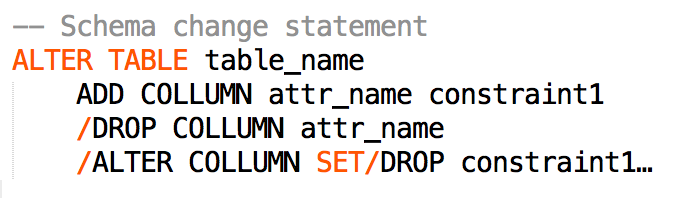 -- Schema change statement
ALTER TABLE table_name
ADD COLLUMN attr_name constraint1
/DROP COLLUMN attr_name
/ALTER COLLUMN SET/DROP constraint1…